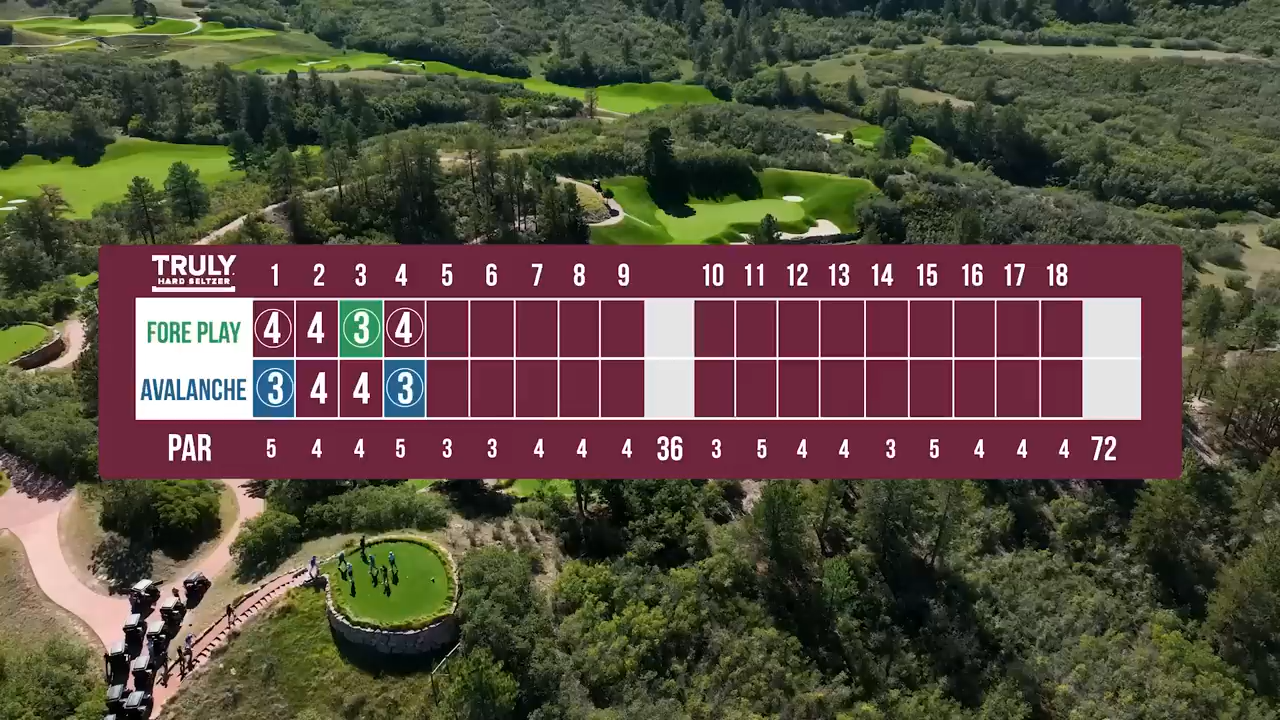 TRULY. 1 2 3 4 5 6 7 8 9 10 11 12 13 14 15 16 17 18
HARD SELTZER
FORE PLAY 4 4 3 4
AVALANCHE 3 4 4 3
PAR 5 4 4 5 3 3 4 4 4 36 3 5 4 4 3 5 4 4 4 72